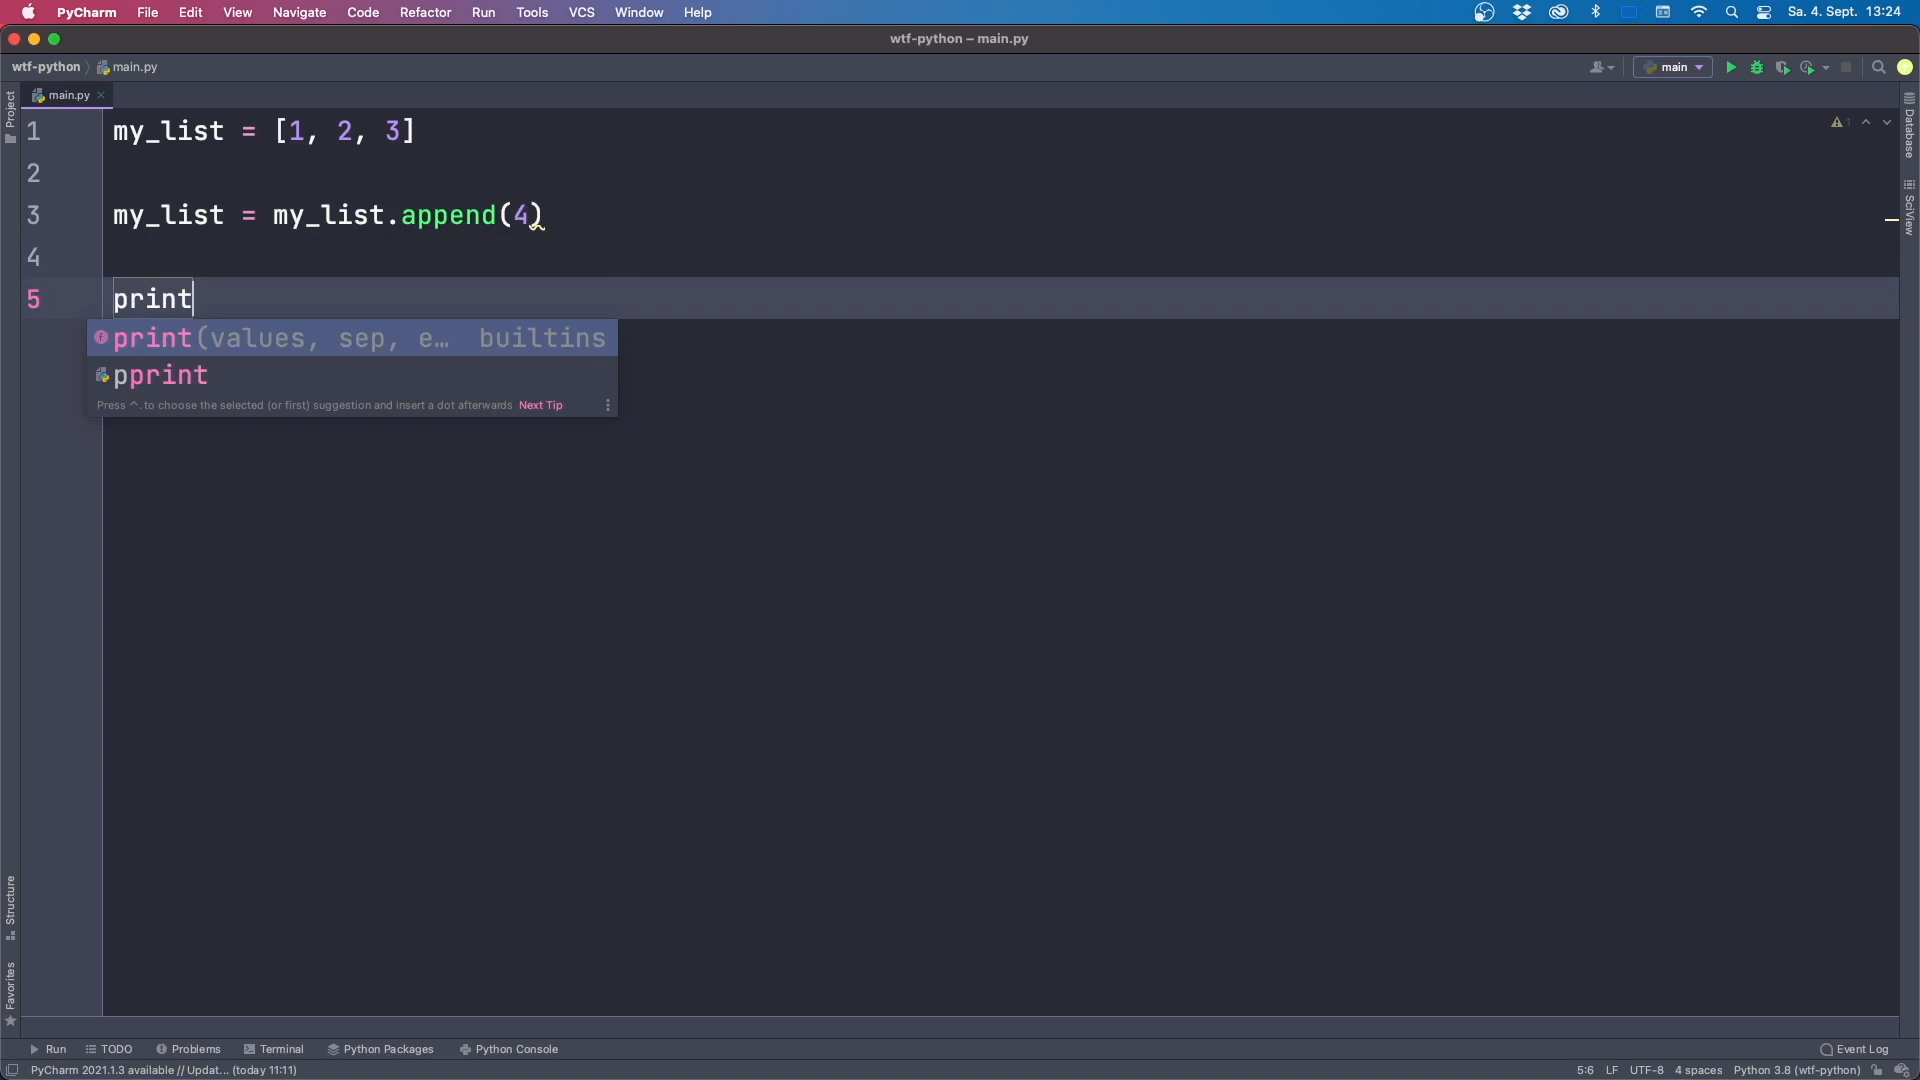 PyCharm File Edit View Navigate Code Refactor Run Tools VCS Window Help Sa. 4. Sept. 13:24
wtf-python – main.py
wtf-python main.py main
main.py
Project
Database
SciView
1 my_list = [1, 2, 3]
1
2
3 my_list = my_list.append(4)
4
5 print
print(values, sep, e… builtins
pprint
Press ^. to choose the selected (or first) suggestion and insert a dot afterwards Next Tip
Structure
Favorites
Run TODO Problems Terminal Python Packages Python Console Event Log
PyCharm 2021.1.3 available // Updat... (today 11:11) 5:6 LF UTF-8 4 spaces Python 3.8 (wtf-python)